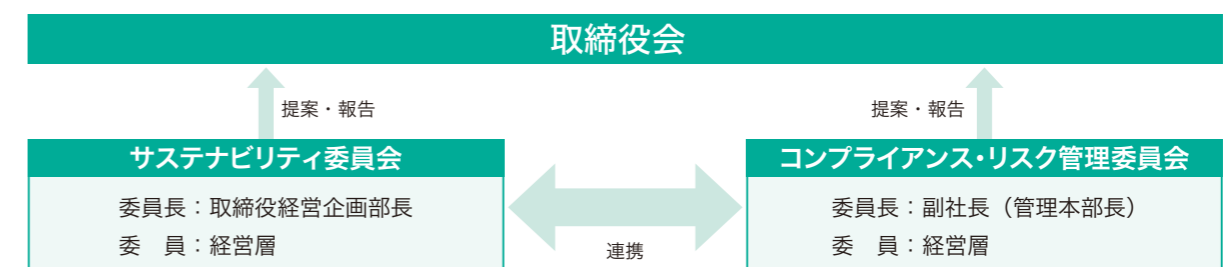 取締役会
提案・報告
提案・報告
サステナビリティ委員会
委員長：取締役経営企画部長
委　員：経営層
連携
コンプライアンス・リスク管理委員会
委員長：副社長（管理本部長）
委　員：経営層